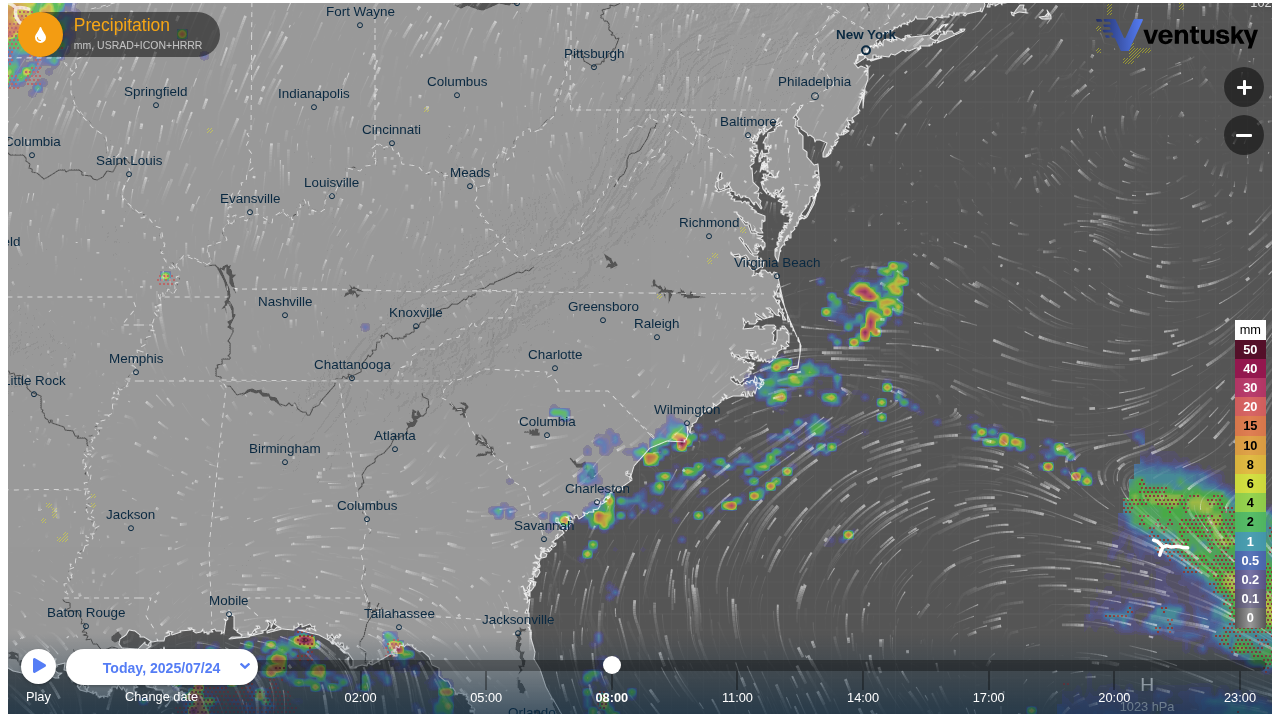 102
Fort Wayne
Precipitation
mm, USRAD+ICON+HRRR
New York
ventusky
Pittsburgh
Columbus
Philadelphia
Springfield
Indianapolis
Baltimore
Cincinnati
Columbia
Saint Louis
Meads
Louisville
Evansville
Richmond
eld
Virginia Beach
Nashville
Knoxville
Greensboro
Raleigh
mm
50
Memphis
Chattanooga
Charlotte
40
Little Rock
30
Wilmington
20
Columbia
15
Atlanta
Birmingham
10
8
Charleston
6
Columbus
4
Jackson
Savannah
2
1
0.5
0.2
Mobile
0.1
Baton Rouge
Tallahassee
Jacksonville
0
Today, 2025/07/24
H
Play
Change date
02:00
05:00
08:00
11:00
14:00
17:00
20:00
23:00
1023 hPa
Orlando